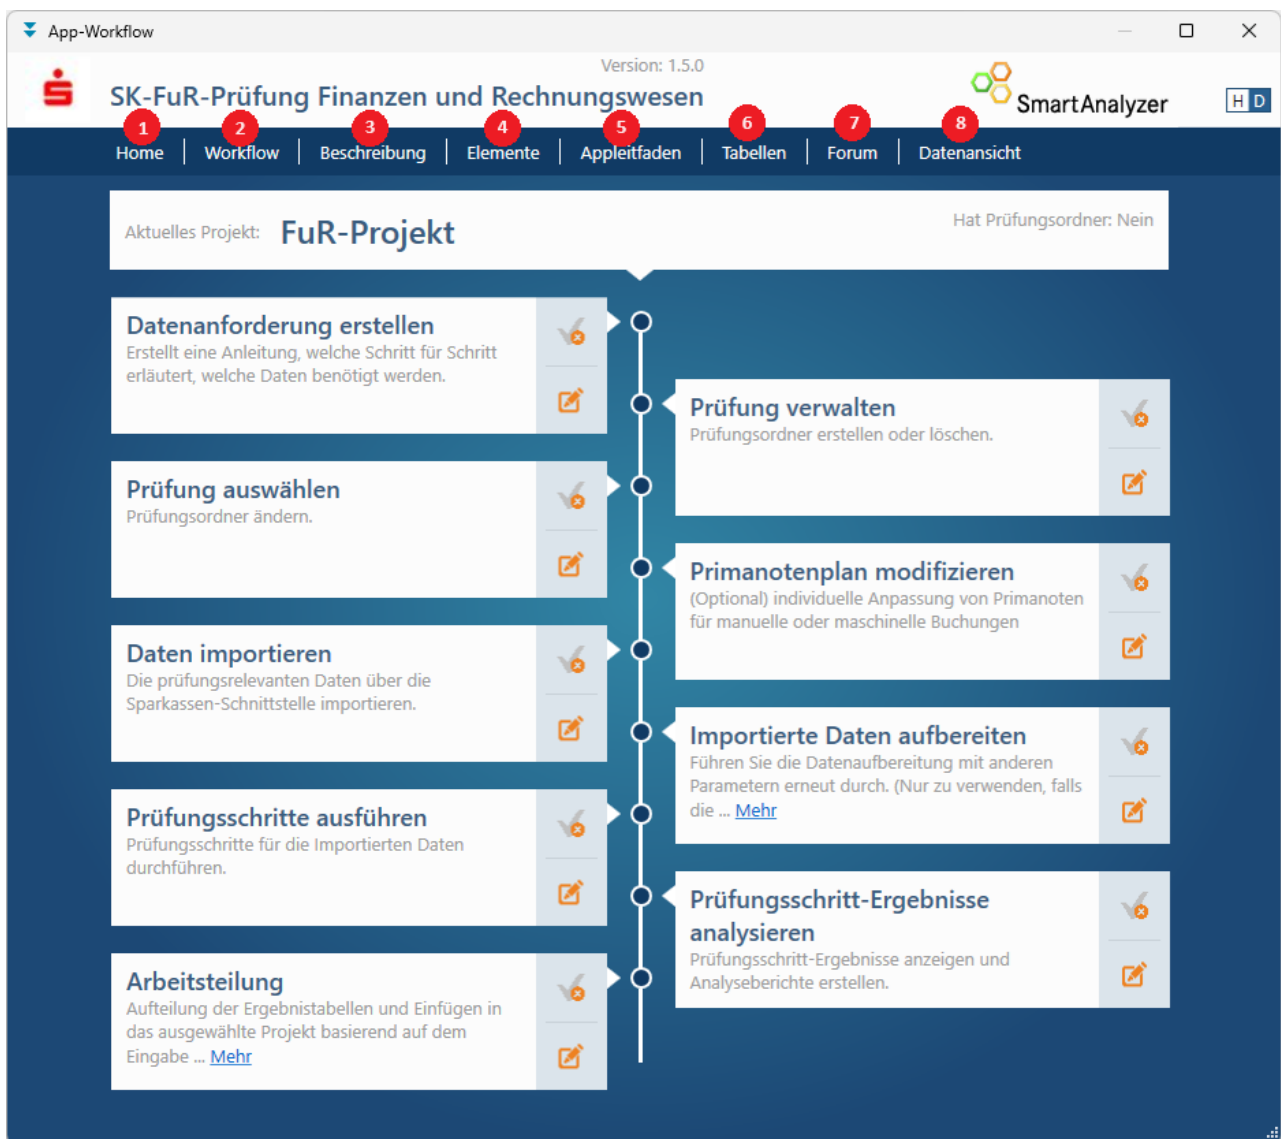 App-Workflow
Version: 1.5.0
SK-FuR-Prüfung Finanzen und Rechnungswesen
SmartAnalyzer
H D
1 2 3 4 5 6 7 8
Home Workflow Beschreibung Elemente Appleitfaden Tabellen Forum Datenansicht
Aktuelles Projekt: FuR-Projekt
Hat Prüfungsordner: Nein
Datenanforderung erstellen
Erstellt eine Anleitung, welche Schritt für Schritt
erläutert, welche Daten benötigt werden.
Prüfung verwalten
Prüfungsordner erstellen oder löschen.
Prüfung auswählen
Prüfungsordner ändern.
Primanotenplan modifizieren
(Optional) individuelle Anpassung von Primanoten
für manuelle oder maschinelle Buchungen
Daten importieren
Die prüfungsrelevanten Daten über die
Sparkassen-Schnittstelle importieren.
Importierte Daten aufbereiten
Führen Sie die Datenaufbereitung mit anderen
Parametern erneut durch. (Nur zu verwenden, falls
die ... Mehr
Prüfungsschritte ausführen
Prüfungsschritte für die Importierten Daten
durchführen.
Prüfungsschritt-Ergebnisse
analysieren
Prüfungsschritt-Ergebnisse anzeigen und
Analyseberichte erstellen.
Arbeitsteilung
Aufteilung der Ergebnistabellen und Einfügen in
das ausgewählte Projekt basierend auf dem
Eingabe ... Mehr